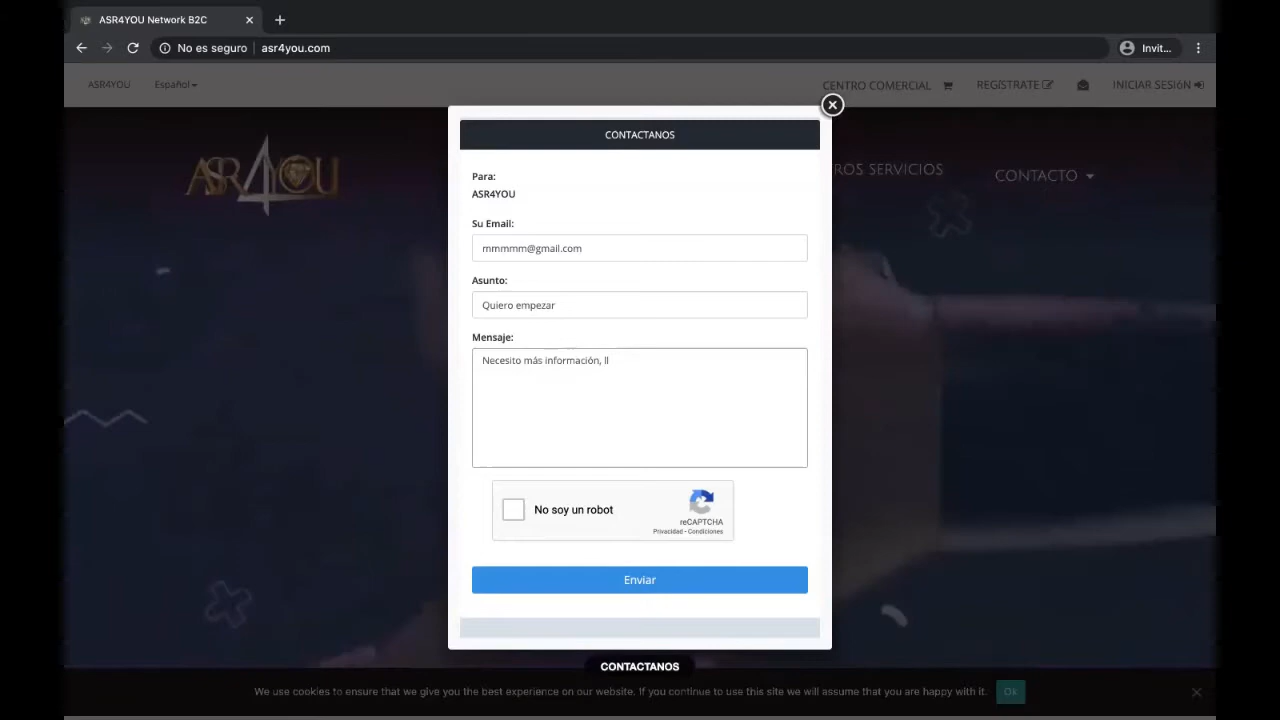 ASR4YOU Network B2C
No es seguro asr4you.com Invit...
ASR4YOU Español CENTRO COMERCIAL REGíSTRATE INICIAR SESIÓN
CONTACTANOS
ASR4YOU ROS SERVICIOS CONTACTO
Para:
ASR4YOU
Su Email:
mmmmm@gmail.com
Asunto:
Quiero empezar
Mensaje:
Necesito más información, ll
No soy un robot
reCAPTCHA
Privacidad - Condiciones
Enviar
CONTACTANOS
We use cookies to ensure that we give you the best experience on our website. If you continue to use this site we will assume that you are happy with it. Ok